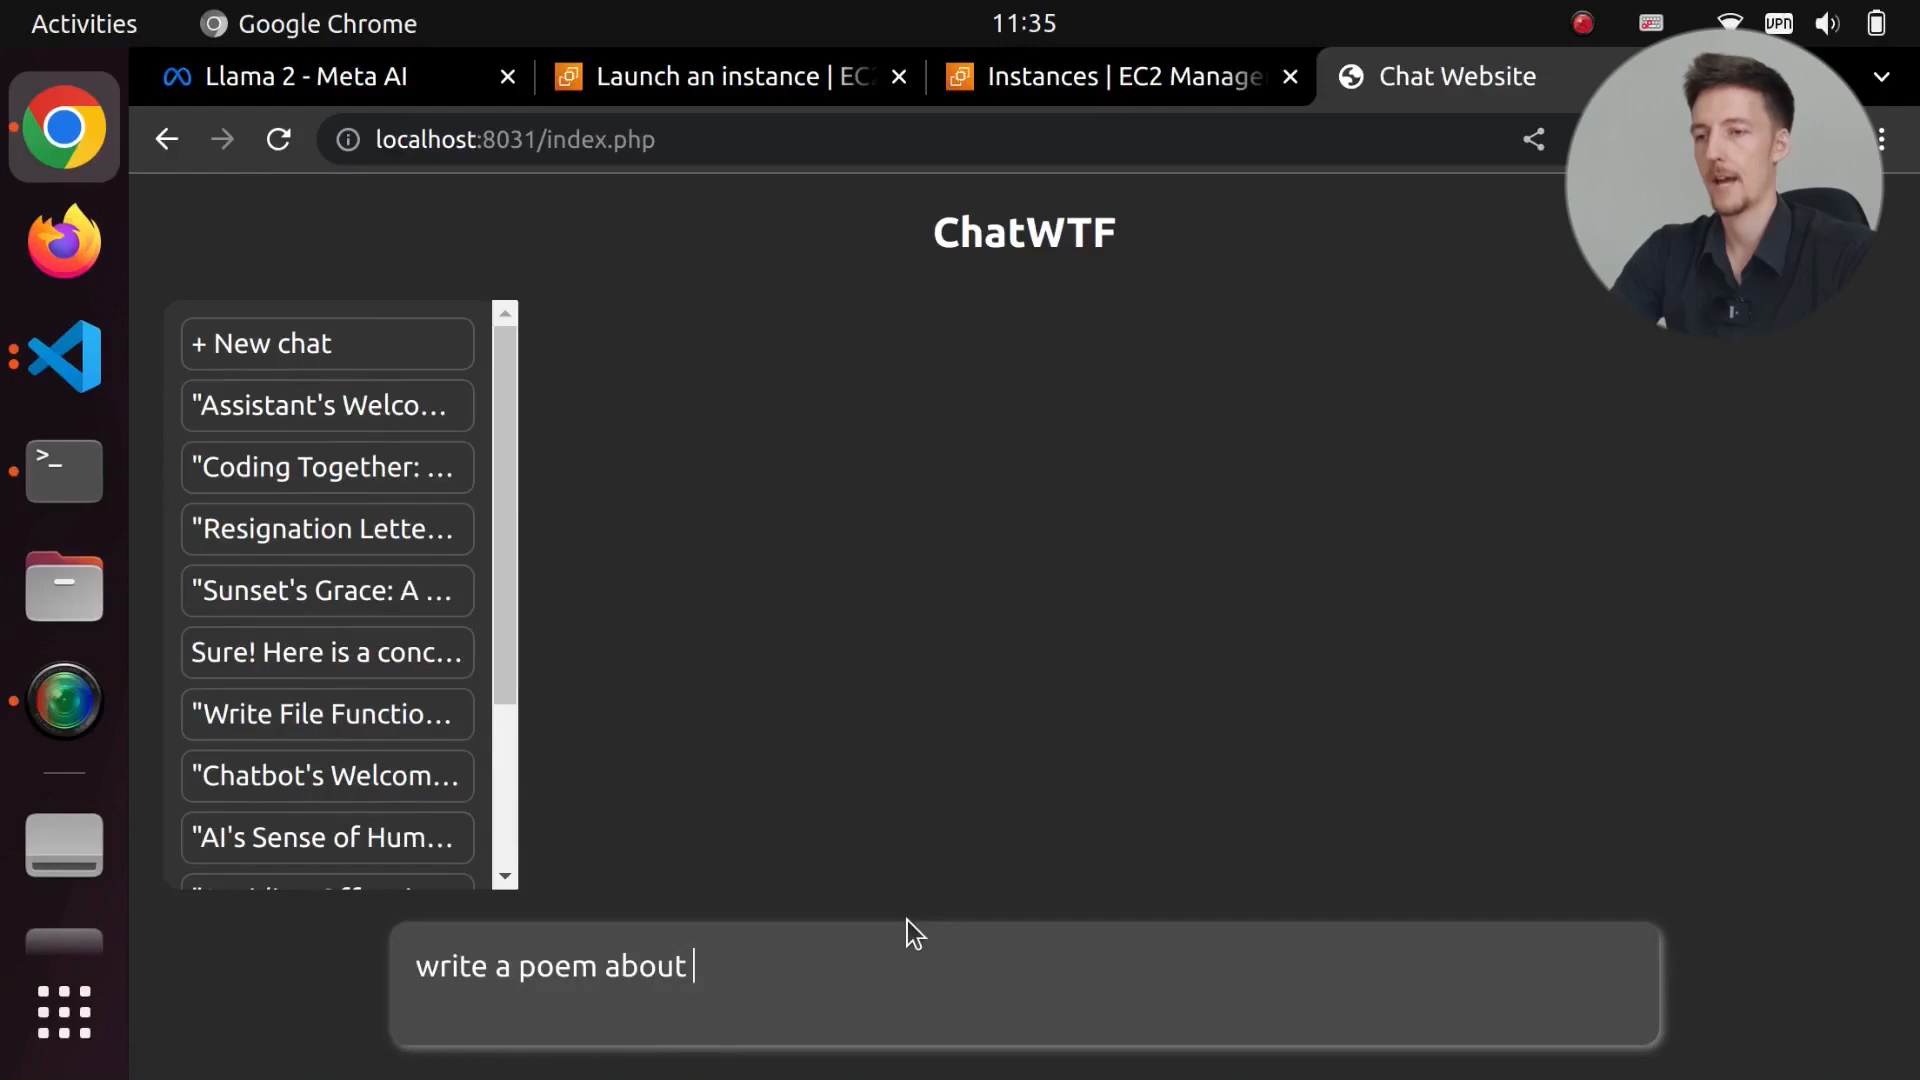 Activities
Google Chrome
11:35
VPN
Llama 2 - Meta AI
Launch an instance | EC2
Instances | EC2 Manage
Chat Website
localhost:8031/index.php
ChatWTF
+ New chat
"Assistant's Welco...
"Coding Together: ...
"Resignation Lette...
"Sunset's Grace: A ...
Sure! Here is a conc...
"Write File Functio...
"Chatbot's Welcom...
"AI's Sense of Hum...
write a poem about